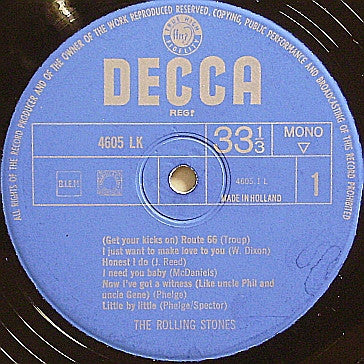 ALL RIGHTS OF THE RECORD PRODUCER AND OF THE OWNER OF THE WORK REPRODUCED RESERVED, COPYING, PUBLIC PERFORMANCE AND BROADCASTING OF THIS RECORD PROHIBITED
DECCA
REGD
4605 LK
33 1/3
MONO
B.I.E.M.
4605.1 L
1
MADE IN HOLLAND
(Get your kicks on) Route 66 (Troup)
I just want to make love to you (W. Dixon)
Honest I do (J. Reed)
I need you baby (McDaniels)
Now I've got a witness (Like uncle Phil and
uncle Gene) (Phelge)
Little by little (Phelge/Spector)
THE ROLLING STONES